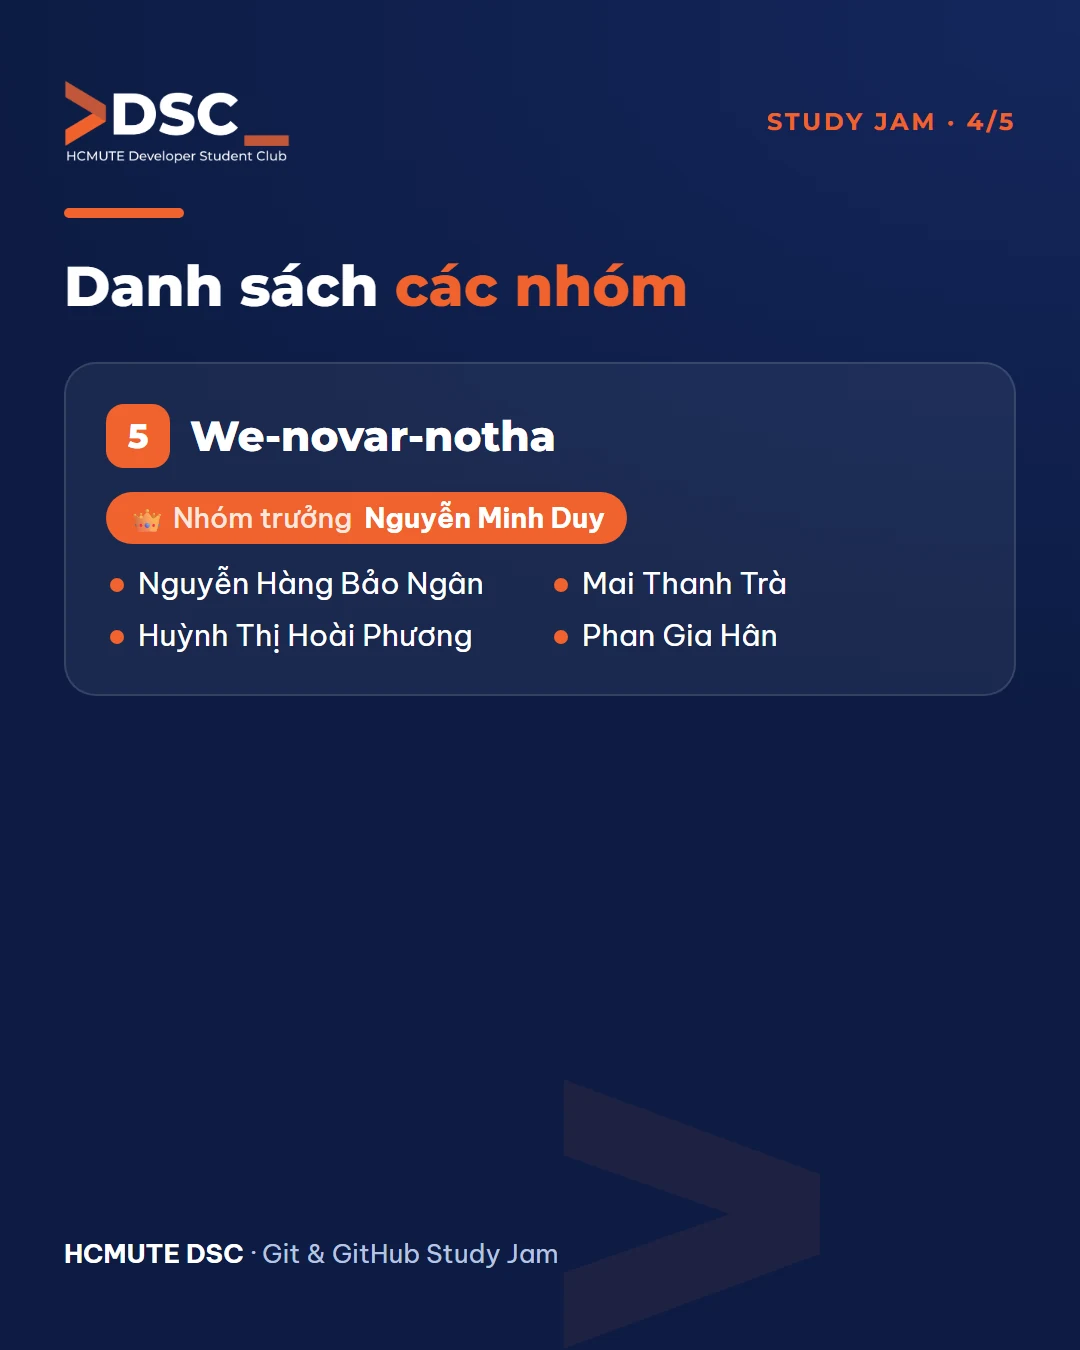 >DSC_
HCMUTE Developer Student Club
STUDY JAM · 4/5
Danh sách các nhóm
5 We-novar-notha
👑 Nhóm trưởng Nguyễn Minh Duy
Nguyễn Hàng Bảo Ngân
Mai Thanh Trà
Huỳnh Thị Hoài Phương
Phan Gia Hân
HCMUTE DSC · Git & GitHub Study Jam